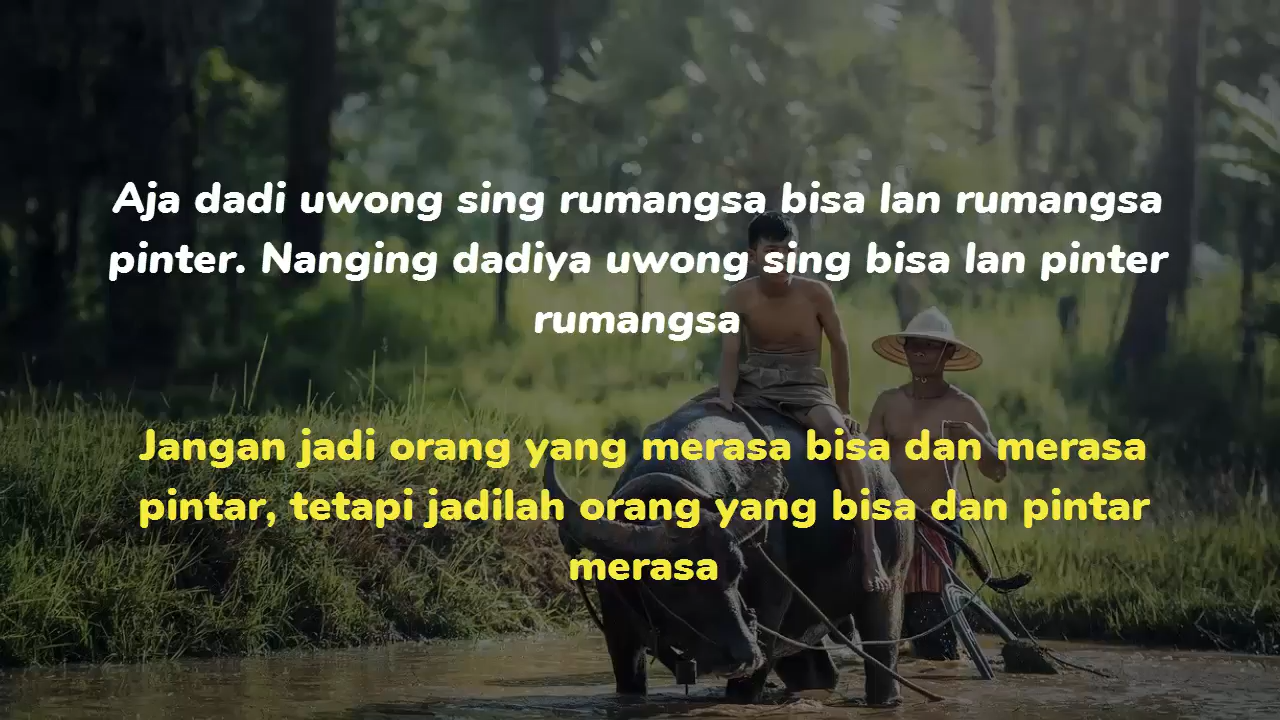 Aja dadi uwong sing rumangsa bisa lan rumangsa
pinter. Nanging dadiya uwong sing bisa lan pinter
rumangsa
Jangan jadi orang yang merasa bisa dan merasa
pintar, tetapi jadilah orang yang bisa dan pintar
merasa